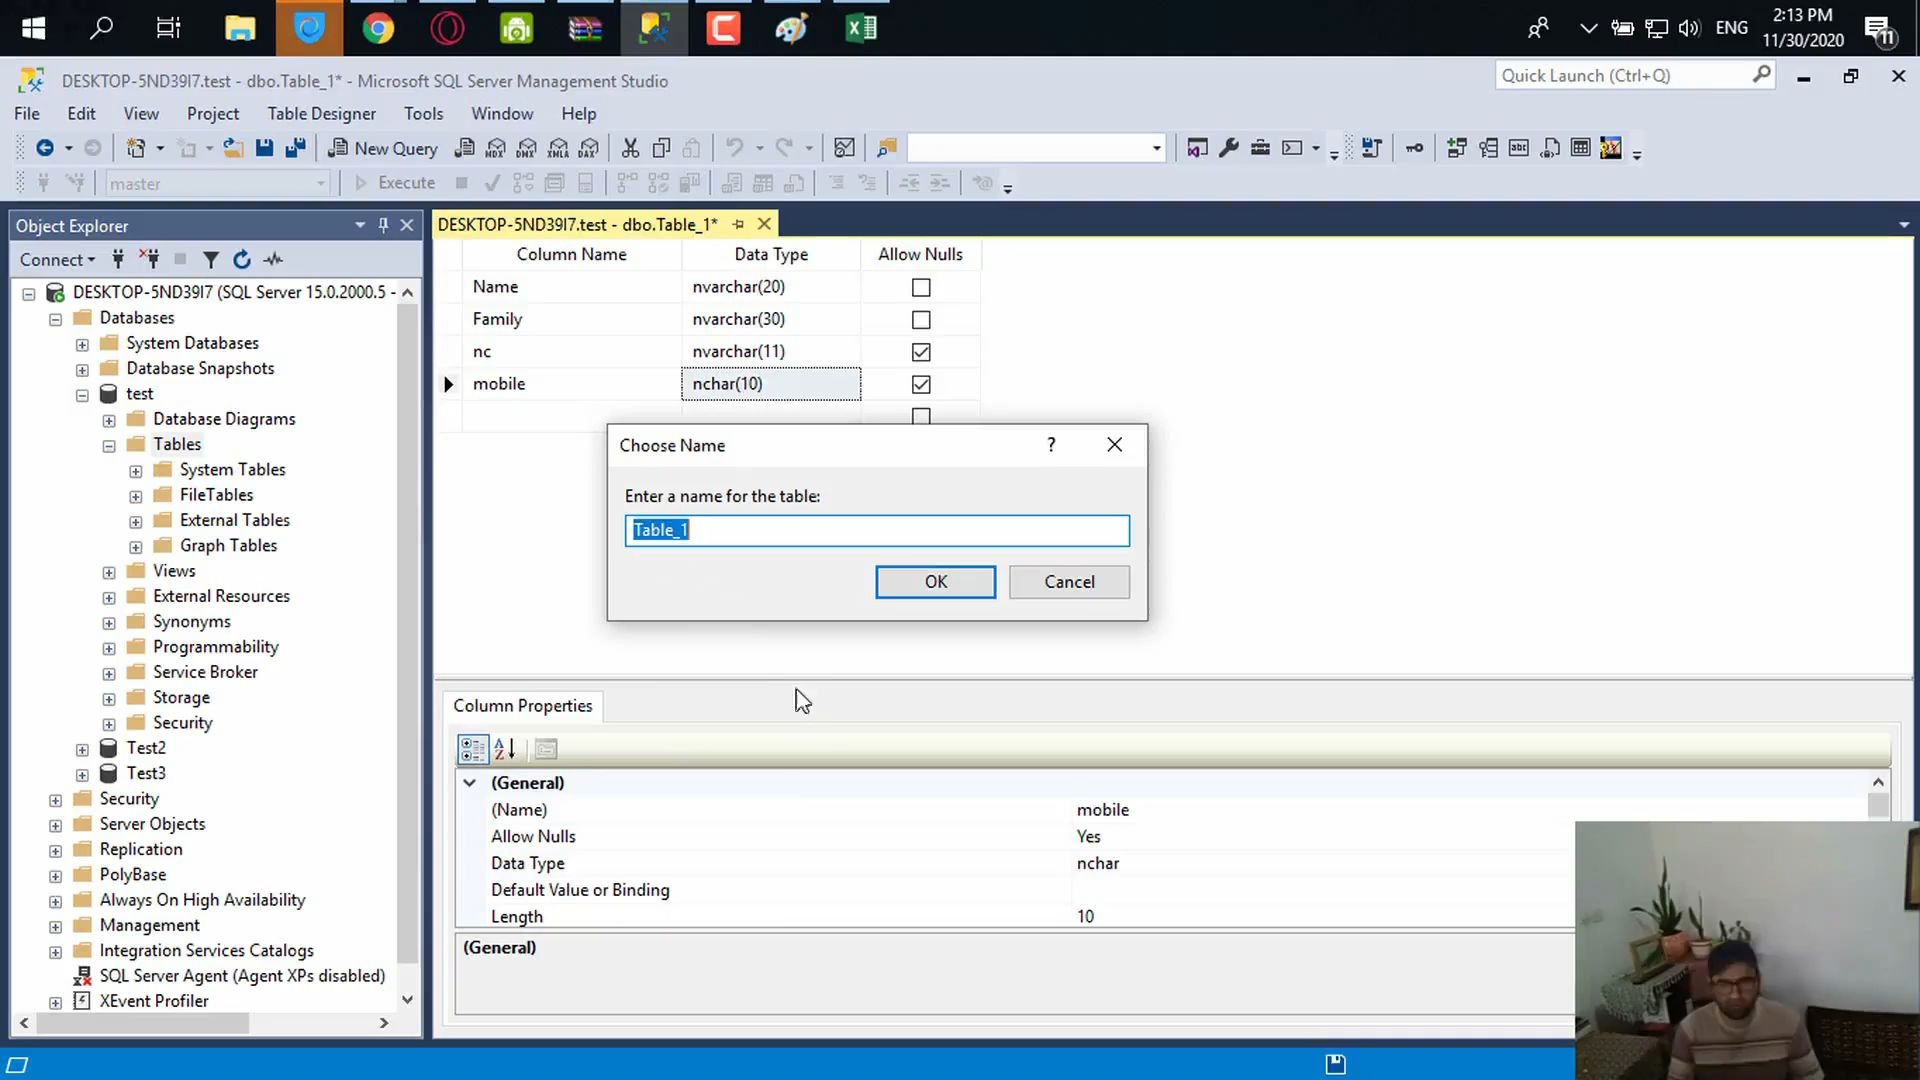 ENG
2:13 PM
11/30/2020
11
DESKTOP-5ND39I7.test - dbo.Table_1* - Microsoft SQL Server Management Studio
Quick Launch (Ctrl+Q)
File Edit View Project Table Designer Tools Window Help
New Query MDX DMX XMLA DAX
master Execute
Object Explorer
DESKTOP-5ND39I7.test - dbo.Table_1*
Connect
DESKTOP-5ND39I7 (SQL Server 15.0.2000.5 -
Databases
System Databases
Database Snapshots
test
Database Diagrams
Tables
System Tables
FileTables
External Tables
Graph Tables
Views
External Resources
Synonyms
Programmability
Service Broker
Storage
Security
Test2
Test3
Security
Server Objects
Replication
PolyBase
Always On High Availability
Management
Integration Services Catalogs
SQL Server Agent (Agent XPs disabled)
XEvent Profiler
Column Name Data Type Allow Nulls
Name nvarchar(20)
Family nvarchar(30)
nc nvarchar(11)
mobile nchar(10)
Choose Name
?
Enter a name for the table:
Table_1
OK Cancel
Column Properties
(General)
(Name) mobile
Allow Nulls Yes
Data Type nchar
Default Value or Binding
Length 10
(General)